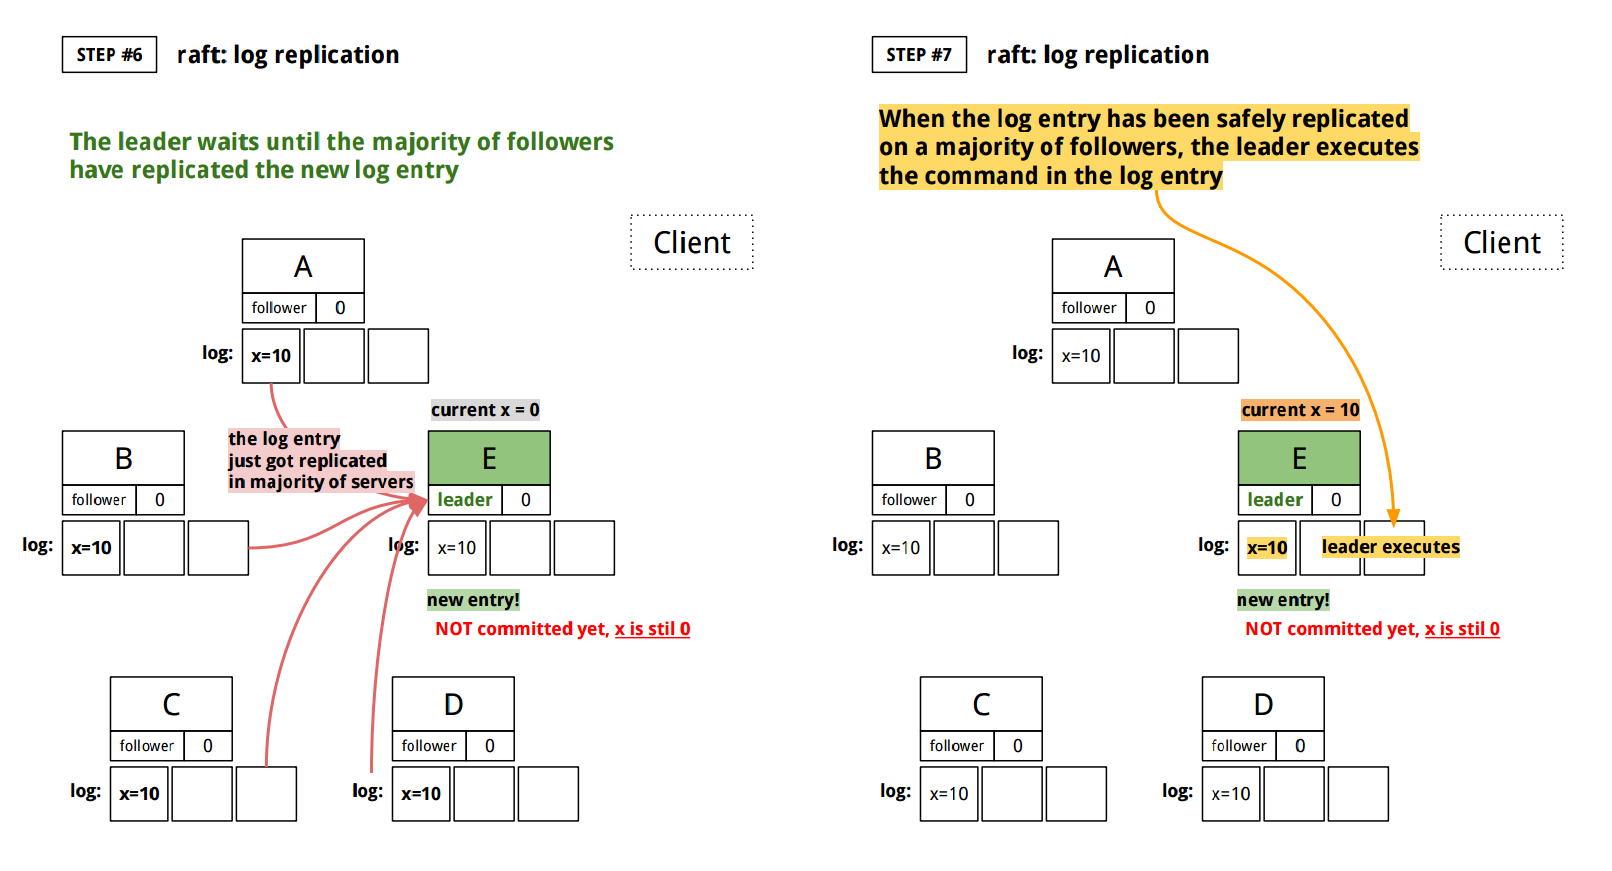 STEP #6
raft: log replication
The leader waits until the majority of followers
have replicated the new log entry
Client
A
follower
0
log:
x=10
current x = 0
the log entry
just got replicated
in majority of servers
B
follower
0
log:
x=10
E
leader
0
log:
x=10
new entry!
NOT committed yet, x is stil 0
C
follower
0
log:
x=10
D
follower
0
log:
x=10
STEP #7
raft: log replication
When the log entry has been safely replicated
on a majority of followers, the leader executes
the command in the log entry
Client
A
follower
0
log:
x=10
current x = 10
B
follower
0
log:
x=10
E
leader
0
log:
x=10
leader executes
new entry!
NOT committed yet, x is stil 0
C
follower
0
log:
x=10
D
follower
0
log:
x=10